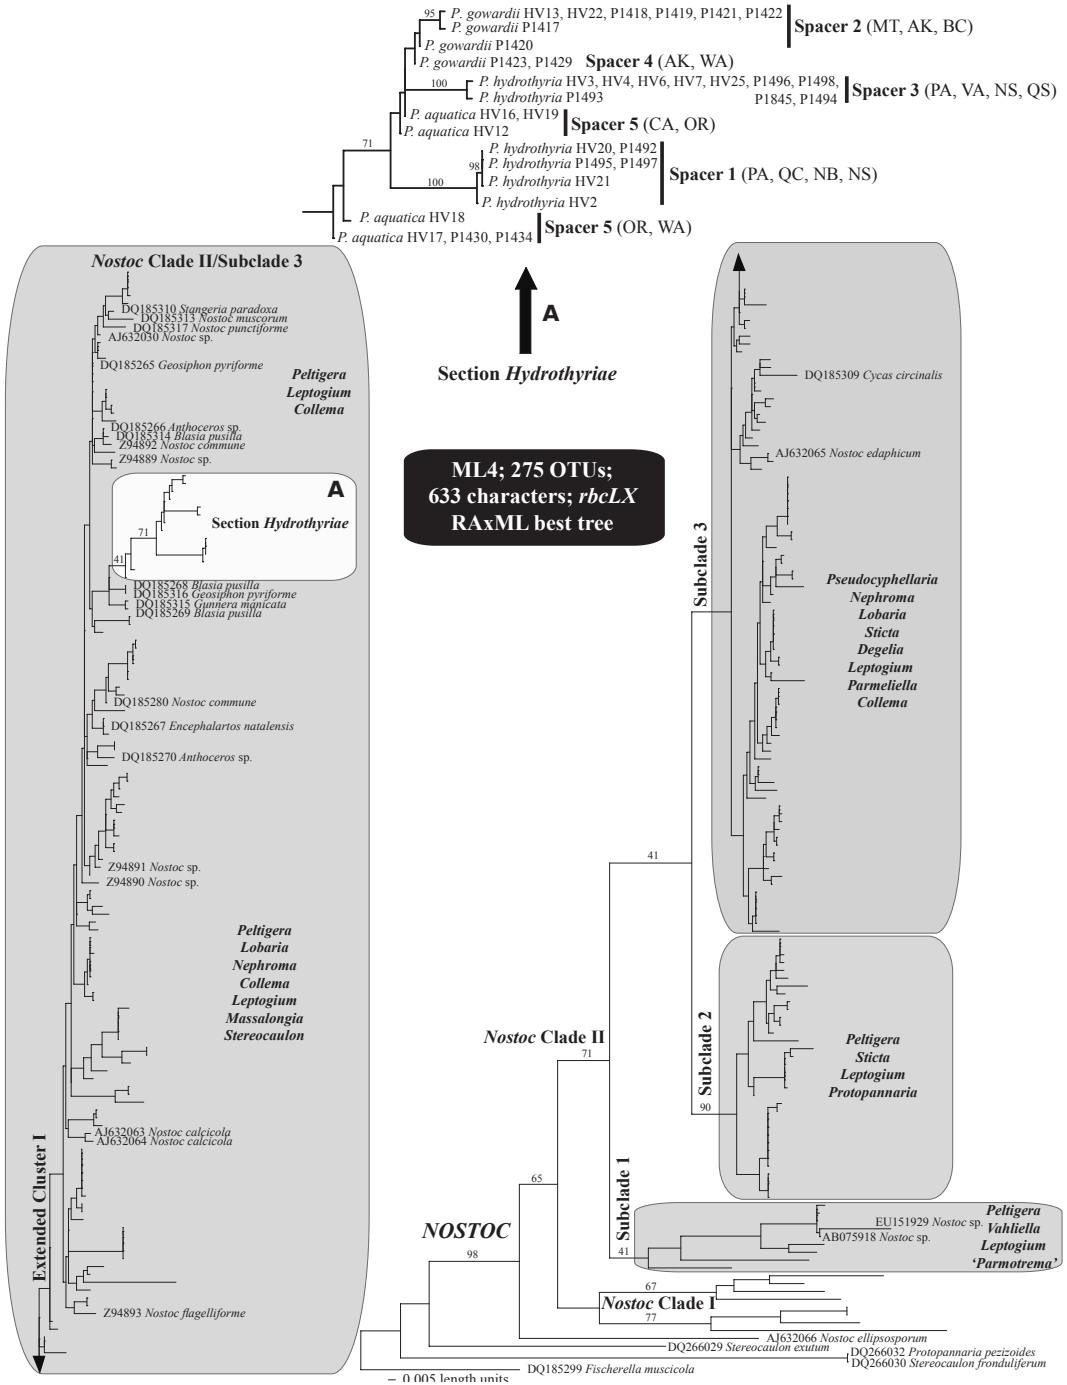 95
P. gowardii HV13, HV22, P1418, P1419, P1421, P1422
P. gowardii P1417
Spacer 2 (MT, AK, BC)
P. gowardii P1420
P. gowardii P1423, P1429 Spacer 4 (AK, WA)
100
P. hydrothyria HV3, HV4, HV6, HV7, HV25, P1496, P1498,
P. hydrothyria P1493
P1845, P1494
Spacer 3 (PA, VA, NS, QS)
P. aquatica HV16, HV19
P. aquatica HV12
Spacer 5 (CA, OR)
71
P. hydrothyria HV20, P1492
98
P. hydrothyria P1495, P1497
100
P. hydrothyria HV21
P. hydrothyria HV2
Spacer 1 (PA, QC, NB, NS)
P. aquatica HV18
P. aquatica HV17, P1430, P1434
Spacer 5 (OR, WA)
A
Section Hydrothyriae
ML4; 275 OTUs;
633 characters; rbcLX
RAxML best tree
Nostoc Clade II/Subclade 3
DQ185310 Stangeria paradoxa
DQ185313 Nostoc muscorum
DQ185317 Nostoc punctiforme
AJ632030 Nostoc sp.
DQ185265 Geosiphon pyriforme
Peltigera
Leptogium
Collema
DQ185266 Anthoceros sp.
DQ185314 Blasia pusilla
Z94892 Nostoc commune
Z94889 Nostoc sp.
A
Section Hydrothyriae
71
41
DQ185268 Blasia pusilla
DQ185316 Geosiphon pyriforme
DQ185315 Gunnera manicata
DQ185269 Blasia pusilla
DQ185280 Nostoc commune
DQ185267 Encephalartos natalensis
DQ185270 Anthoceros sp.
Z94891 Nostoc sp.
Z94890 Nostoc sp.
Peltigera
Lobaria
Nephroma
Collema
Leptogium
Massalongia
Stereocaulon
AJ632063 Nostoc calcicola
AJ632064 Nostoc calcicola
Extended Cluster I
Z94893 Nostoc flagelliforme
DQ185309 Cycas circinalis
AJ632065 Nostoc edaphicum
Subclade 3
Pseudocyphellaria
Nephroma
Lobaria
Sticta
Degelia
Leptogium
Parmeliella
Collema
41
Nostoc Clade II
71
Subclade 2
90
Peltigera
Sticta
Leptogium
Protopannaria
Subclade 1
41
Peltigera
EU151929 Nostoc sp.
Vahliella
AB075918 Nostoc sp.
Leptogium
‘Parmotrema’
65
NOSTOC
98
67
Nostoc Clade I
77
AJ632066 Nostoc ellipsosporum
DQ266029 Stereocaulon exutum
DQ266032 Protopannaria pezizoides
DQ266030 Stereocaulon fronduliferum
DQ185299 Fischerella muscicola
0.005 length units